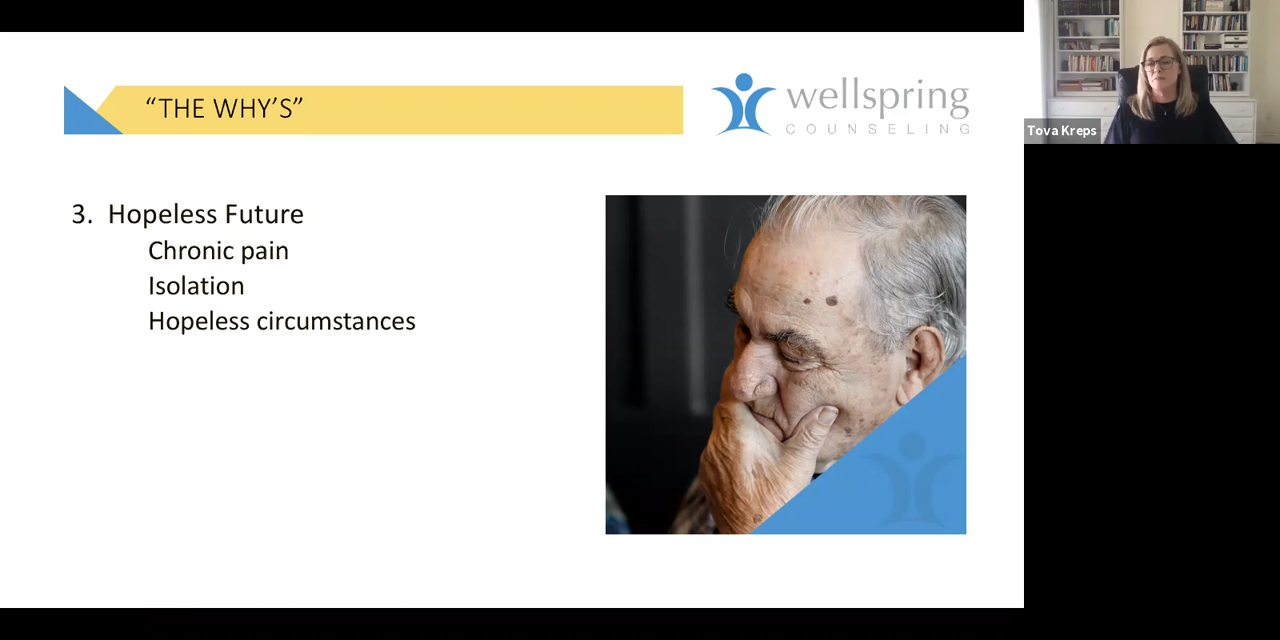 “THE WHY’S”
wellspring
COUNSELING
Tova Kreps
3. Hopeless Future
Chronic pain
Isolation
Hopeless circumstances